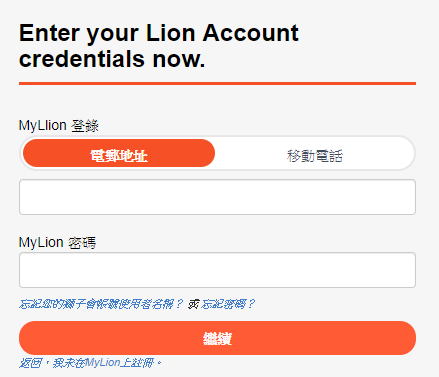 Enter your Lion Account
credentials now.
MyLlion 登錄
電郵地址 移動電話
MyLion 密碼
忘記您的獅子會帳號使用者名稱？ 或 忘記密碼？
繼續
返回，我未在MyLion上註冊。